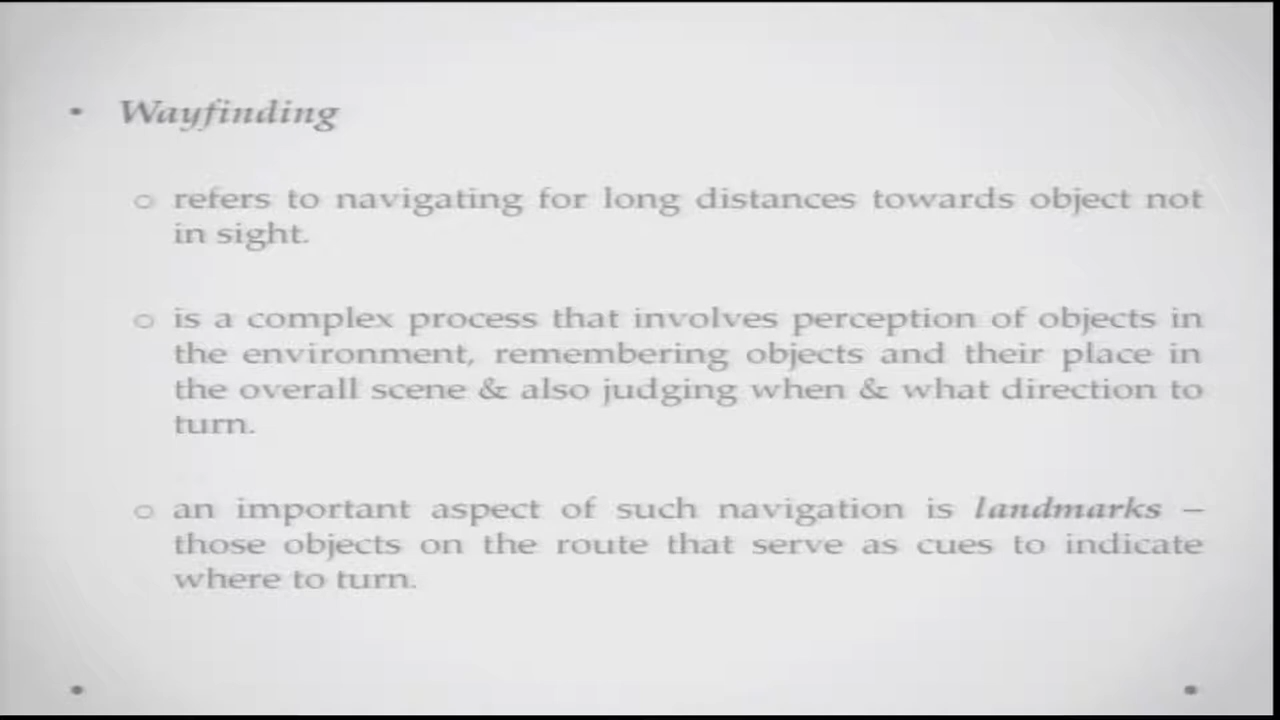 • Wayfinding
o refers to navigating for long distances towards object not
in sight.
o is a complex process that involves perception of objects in
the environment, remembering objects and their place in
the overall scene & also judging when & what direction to
turn.
o an important aspect of such navigation is landmarks –
those objects on the route that serve as cues to indicate
where to turn.